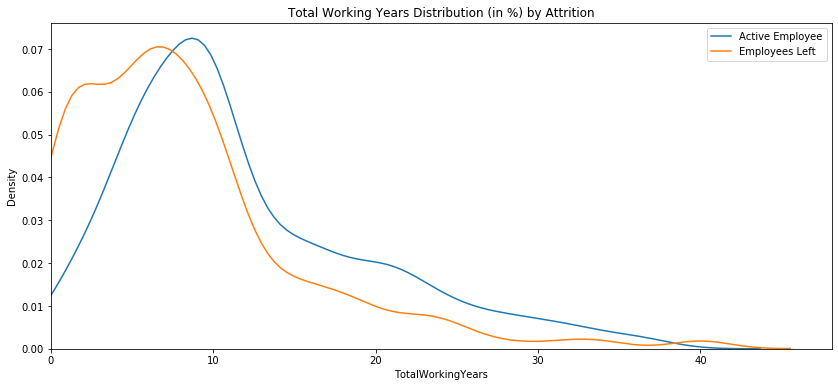 Total Working Years Distribution (in %) by Attrition
Active Employee
Employees Left
Density
0.07
0.06
0.05
0.04
0.03
0.02
0.01
0.00
0 10 20 30 40
TotalWorkingYears